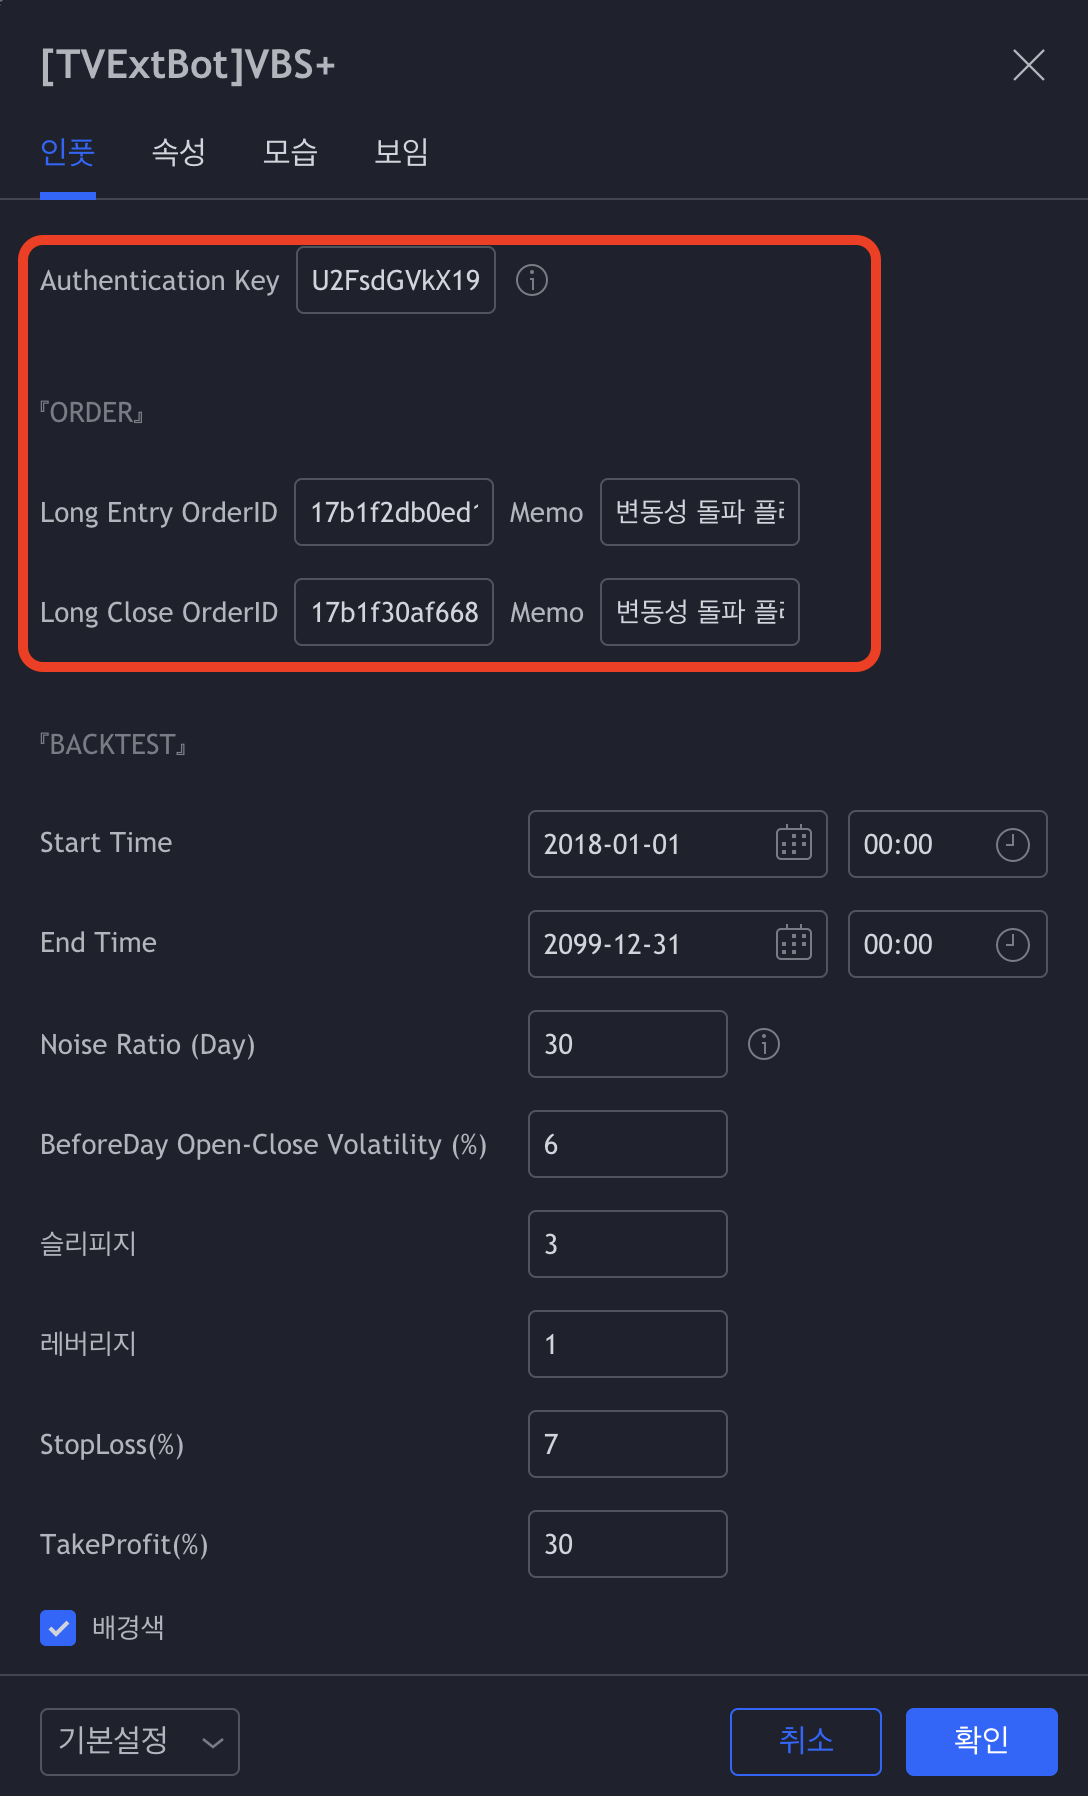 [TVExtBot]VBS+
인풋 속성 모습 보임
Authentication Key U2FsdGVkX19
『ORDER』
Long Entry OrderID 17b1f2db0ed Memo 변동성 돌파
Long Close OrderID 17b1f30af668 Memo 변동성 돌파
『BACKTEST』
Start Time 2018-01-01 00:00
End Time 2099-12-31 00:00
Noise Ratio (Day) 30
BeforeDay Open-Close Volatility (%) 6
슬리피지 3
레버리지 1
StopLoss(%) 7
TakeProfit(%) 30
배경색
기본설정 취소 확인